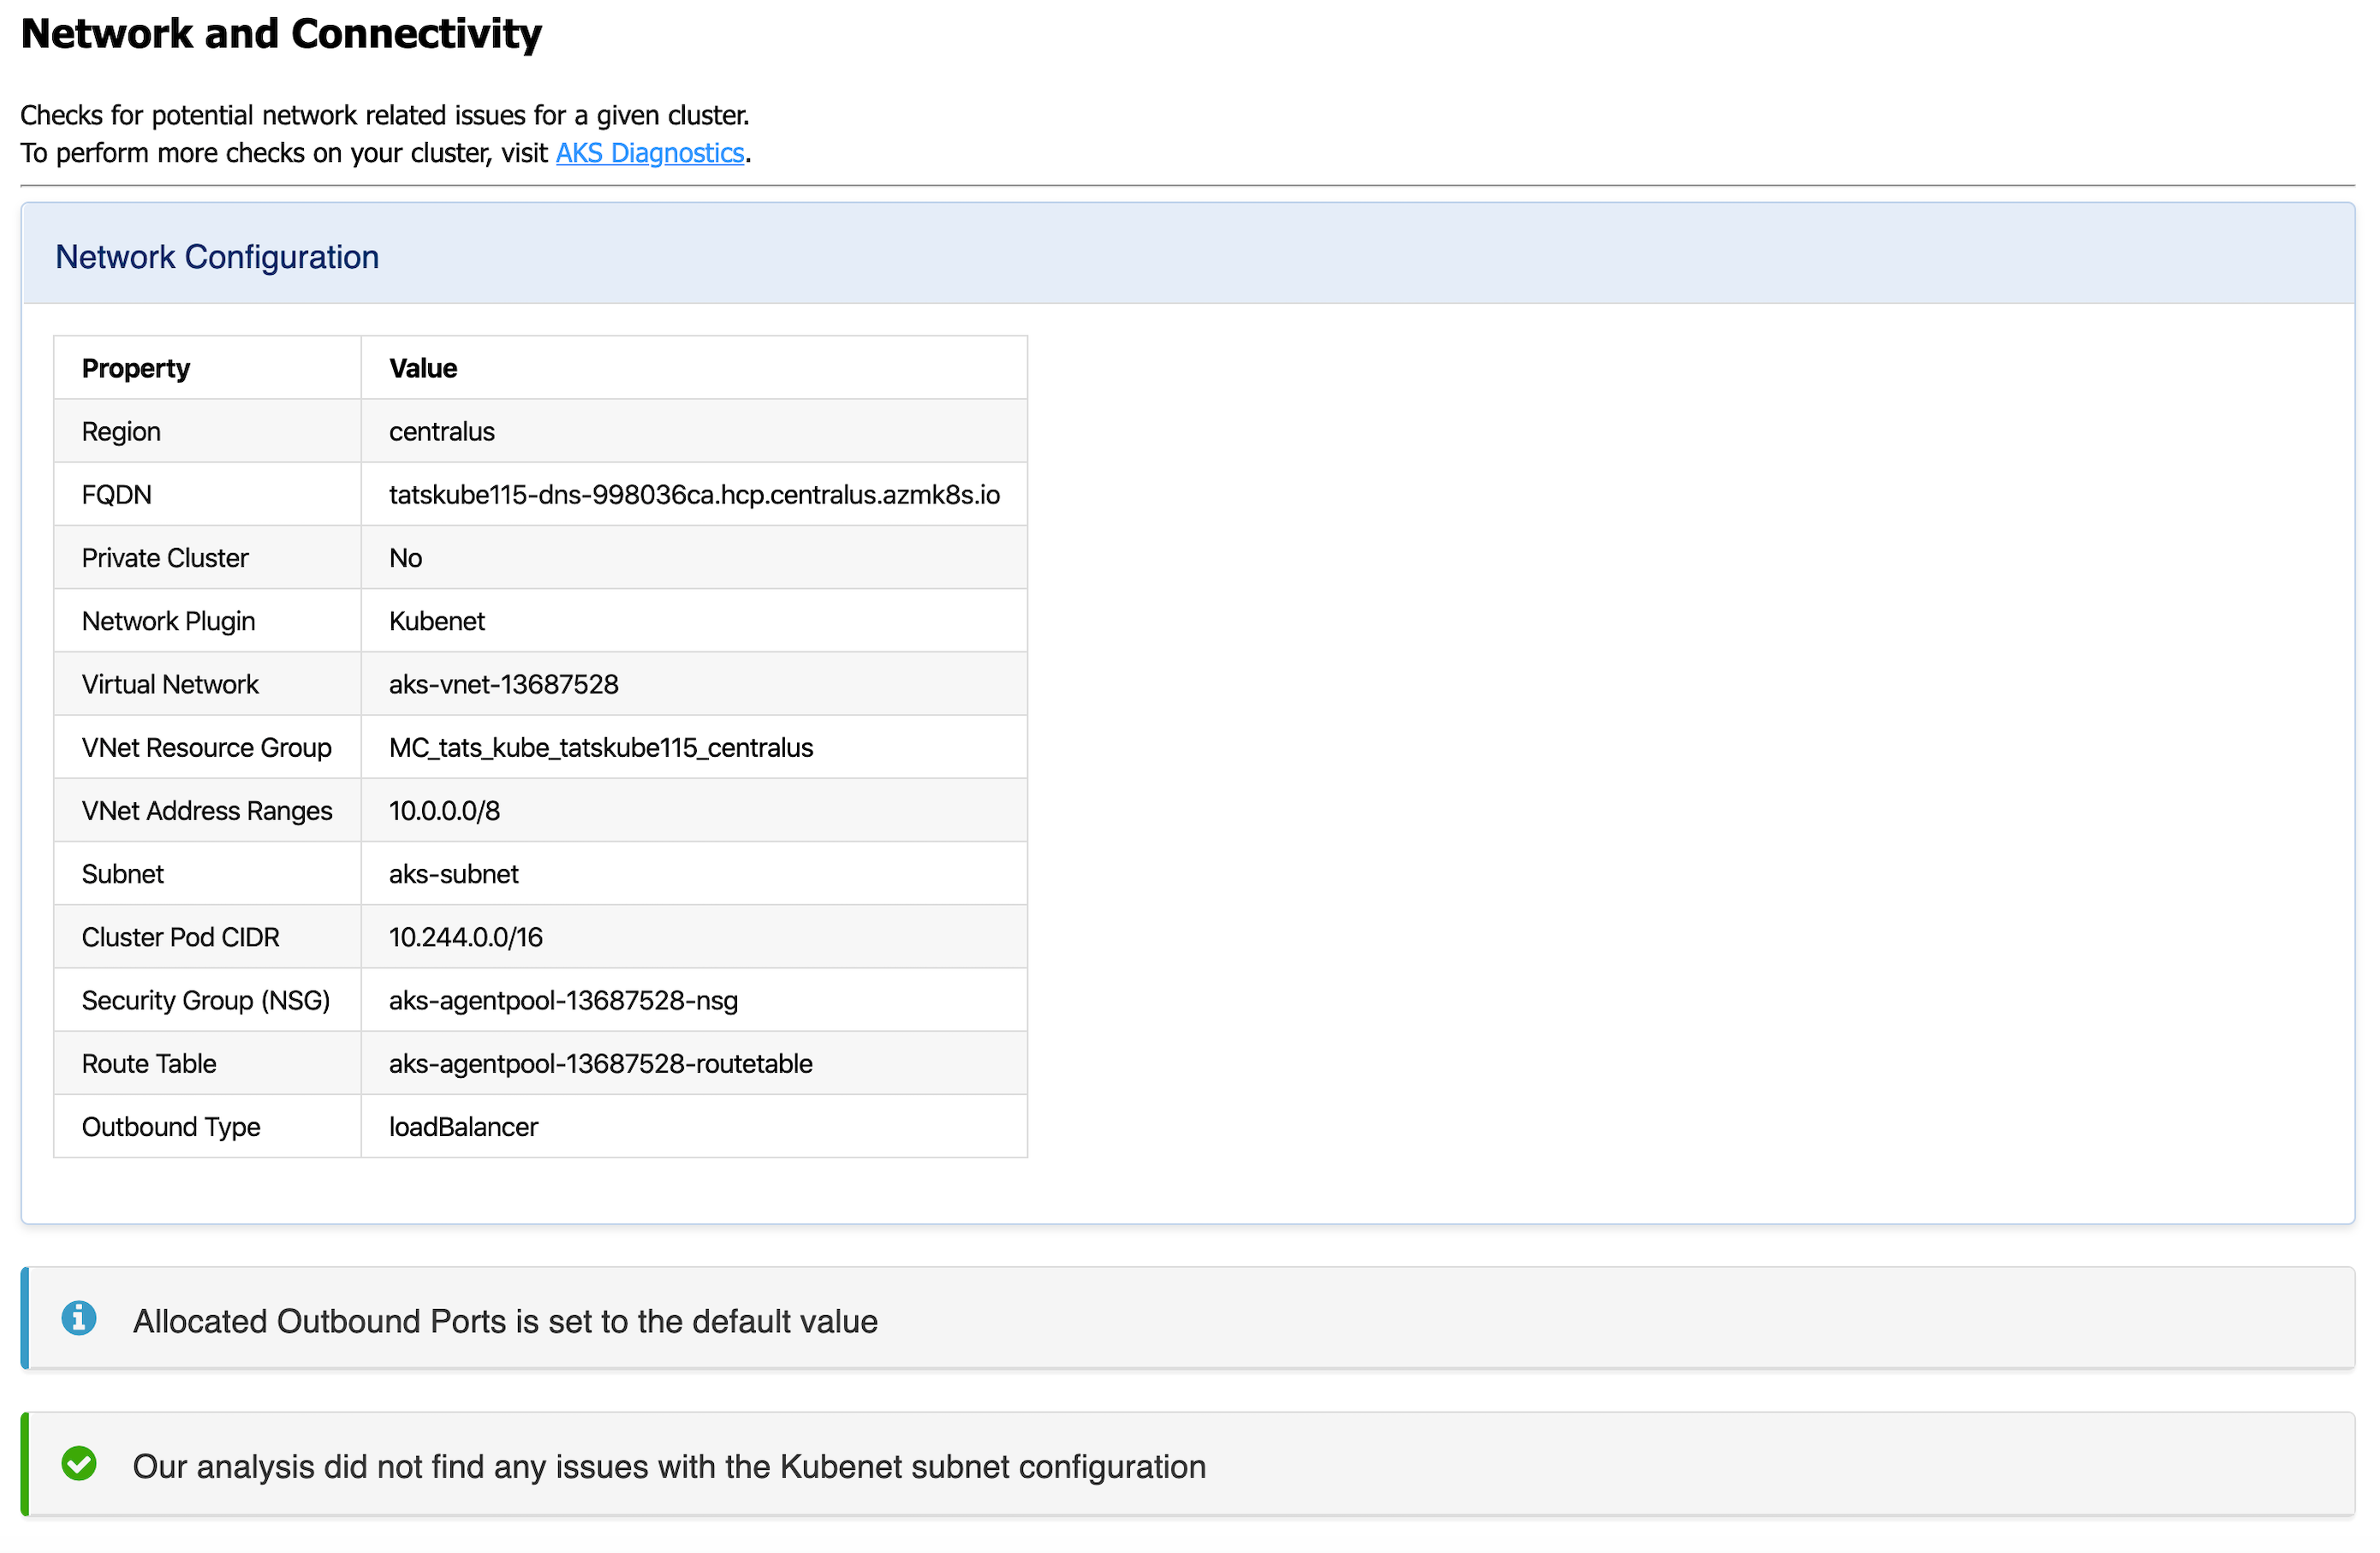 Network and Connectivity
Checks for potential network related issues for a given cluster.
To perform more checks on your cluster, visit AKS Diagnostics.
Network Configuration
Property Value
Region centralus
FQDN tatskube115-dns-998036ca.hcp.centralus.azmk8s.io
Private Cluster No
Network Plugin Kubenet
Virtual Network aks-vnet-13687528
VNet Resource Group MC_tats_kube_tatskube115_centralus
VNet Address Ranges 10.0.0.0/8
Subnet aks-subnet
Cluster Pod CIDR 10.244.0.0/16
Security Group (NSG) aks-agentpool-13687528-nsg
Route Table aks-agentpool-13687528-routetable
Outbound Type loadBalancer
Allocated Outbound Ports is set to the default value
Our analysis did not find any issues with the Kubenet subnet configuration